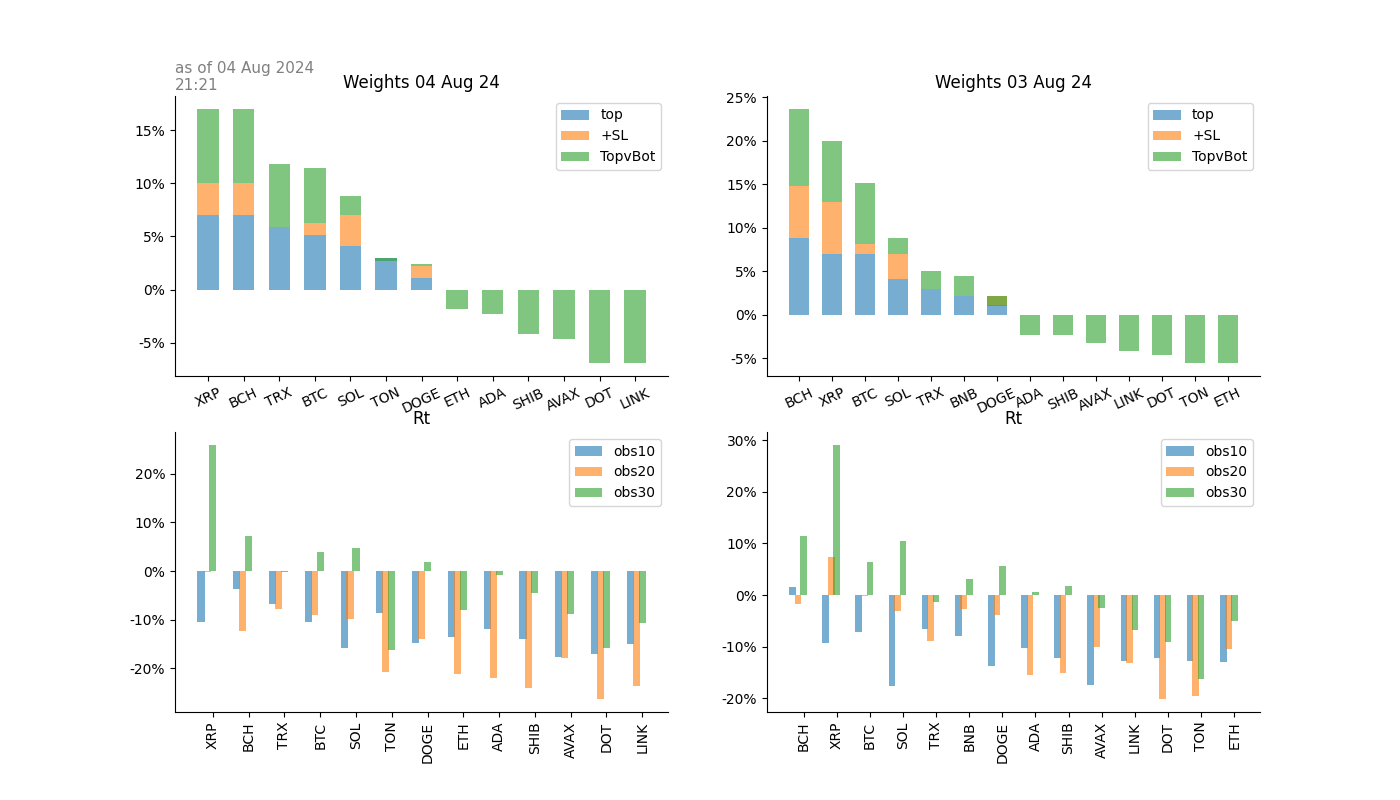 as of 04 Aug 2024
21:21
Weights 04 Aug 24
15%
10%
5%
0%
-5%
top
+SL
TopvBot
XRP BCH TRX BTC SOL TON DOGE ETH ADA SHIB AVAX DOT LINK
Weights 03 Aug 24
25%
20%
15%
10%
5%
0%
-5%
top
+SL
TopvBot
BCH XRP BTC SOL TRX BNB DOGE ADA SHIB AVAX LINK DOT TON ETH
Rt
20%
10%
0%
-10%
-20%
obs10
obs20
obs30
XRP BCH TRX BTC SOL TON DOGE ETH ADA SHIB AVAX DOT LINK
Rt
30%
20%
10%
0%
-10%
-20%
obs10
obs20
obs30
BCH XRP BTC SOL TRX BNB DOGE ADA SHIB AVAX LINK DOT TON ETH